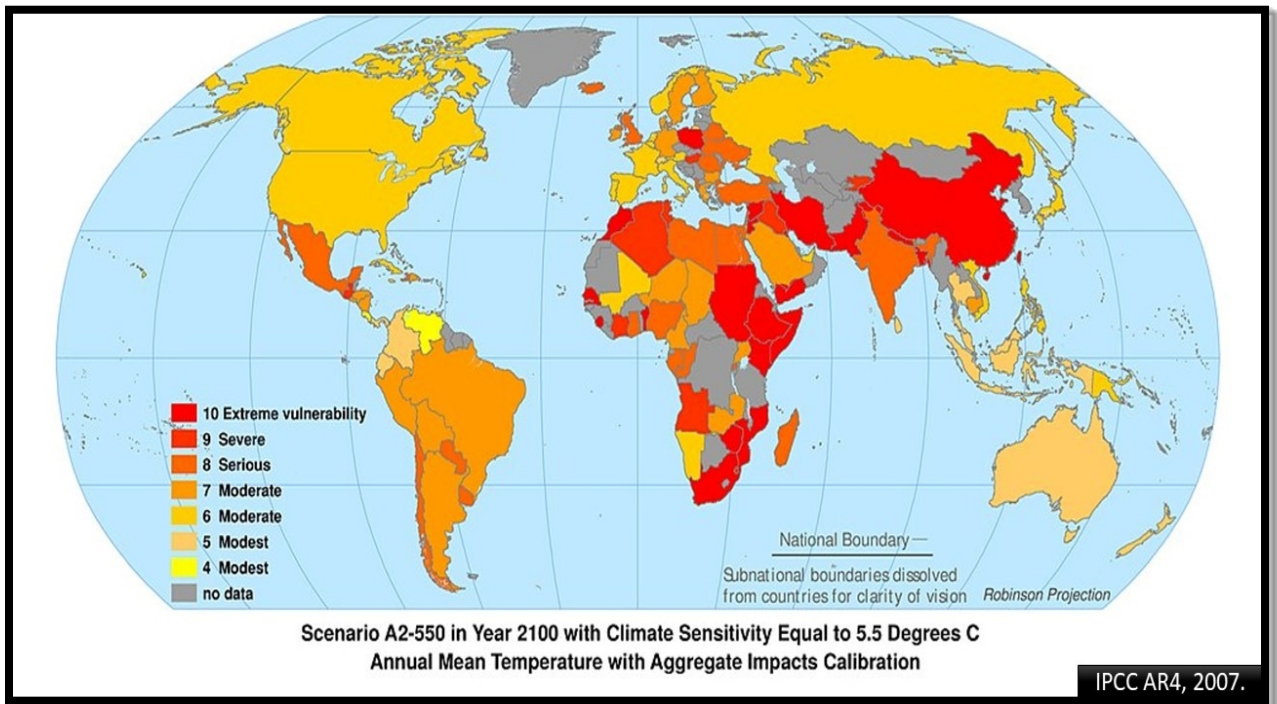 10 Extreme vulnerability
9 Severe
8 Serious
7 Moderate
6 Moderate
5 Modest
4 Modest
no data
National Boundary —
Subnational boundaries dissolved
from countries for clarity of vision
Robinson Projection
Scenario A2-550 in Year 2100 with Climate Sensitivity Equal to 5.5 Degrees C
Annual Mean Temperature with Aggregate Impacts Calibration
IPCC AR4, 2007.